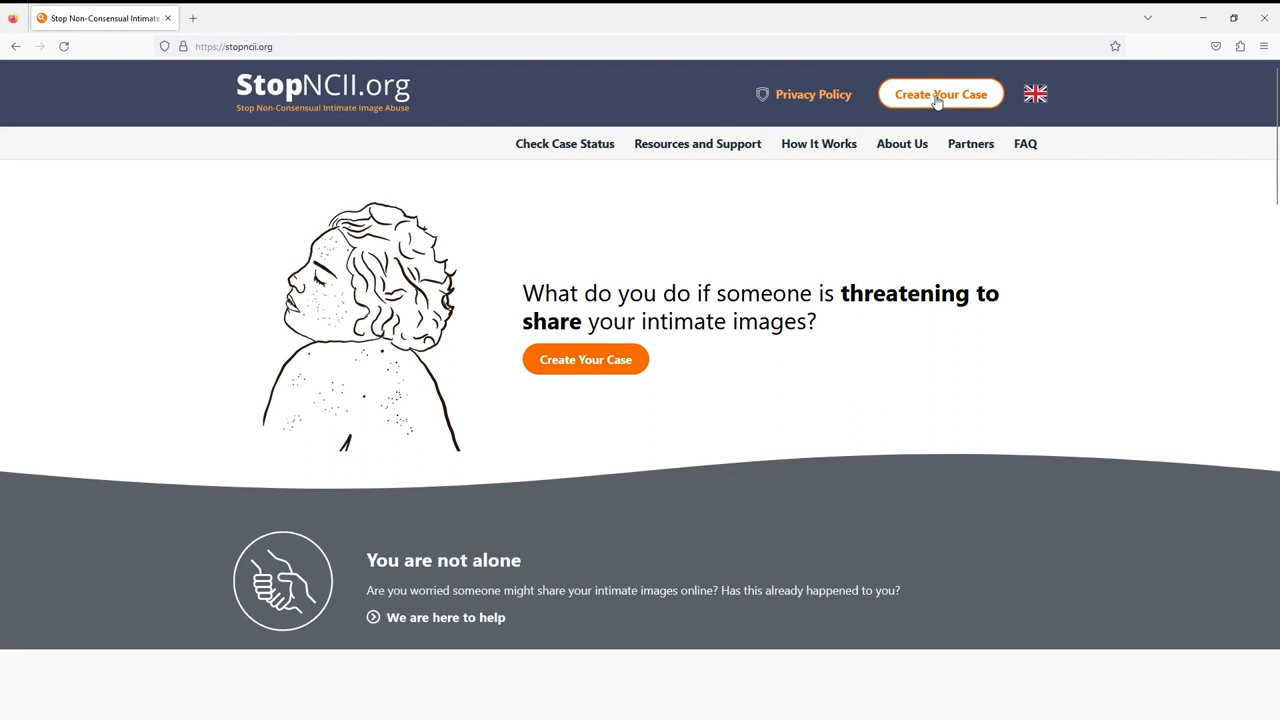 Stop Non-Consensual Intimate
https://stopncii.org
StopNCII.org
Stop Non-Consensual Intimate Image Abuse
Privacy Policy
Create Your Case
Check Case Status
Resources and Support
How It Works
About Us
Partners
FAQ
What do you do if someone is threatening to
share your intimate images?
Create Your Case
You are not alone
Are you worried someone might share your intimate images online? Has this already happened to you?
We are here to help